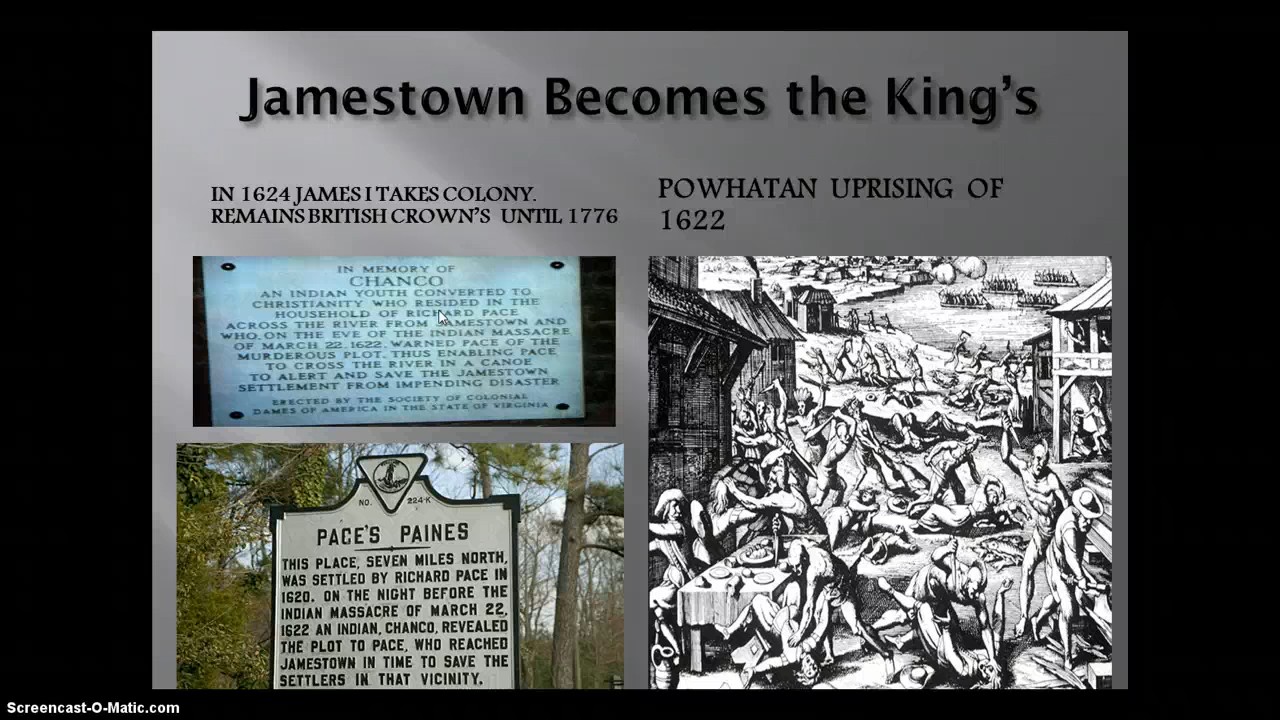 Jamestown Becomes the King's
IN 1624 JAMES I TAKES COLONY.
REMAINS BRITISH CROWN'S UNTIL 1776
POWHATAN UPRISING OF
1622
IN MEMORY OF
CHANCO
AN INDIAN YOUTH CONVERTED TO
CHRISTIANITY WHO RESIDED IN THE
HOUSEHOLD OF RICHARD PACE
ACROSS THE RIVER FROM JAMESTOWN AND
WHO, ON THE EVE OF THE INDIAN MASSACRE
OF MARCH 22, 1622, WARNED PACE OF THE
MURDEROUS PLOT, THUS ENABLING PACE
TO CROSS THE RIVER IN A CANOE
TO ALERT AND SAVE THE JAMESTOWN
SETTLEMENT FROM IMPENDING DISASTER
ERECTED BY THE SOCIETY OF COLONIAL
DAMES OF AMERICA IN THE STATE OF VIRGINIA
NO. 224-K
PACE'S PAINES
THIS PLACE, SEVEN MILES NORTH,
WAS SETTLED BY RICHARD PACE IN
1620. ON THE NIGHT BEFORE THE
INDIAN MASSACRE OF MARCH 22,
1622 AN INDIAN, CHANCO, REVEALED
THE PLOT TO PACE, WHO REACHED
JAMESTOWN IN TIME TO SAVE THE
SETTLERS IN THAT VICINITY.
Screencast-O-Matic.com